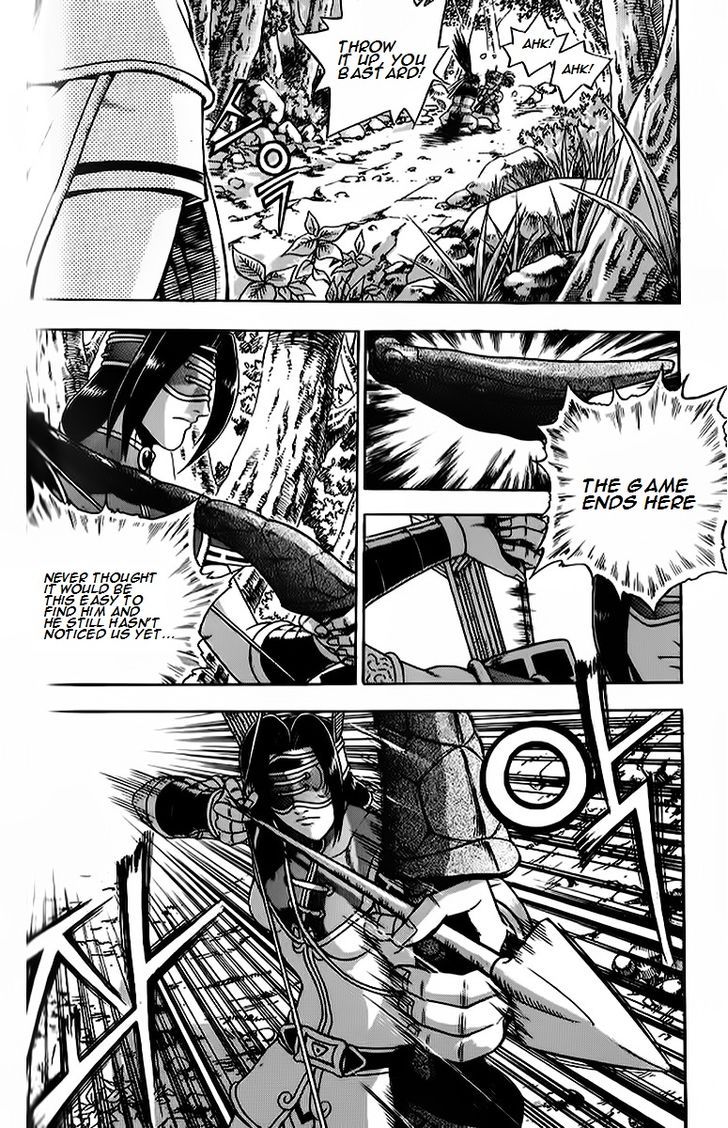 THROW
IT UP, YOU
BASTARD!
AHK!
AHK!
THE GAME
ENDS HERE
NEVER THOUGHT
IT WOULD BE
THIS EASY TO
FIND HIM AND
HE STILL HASN'T
NOTICED US YET...